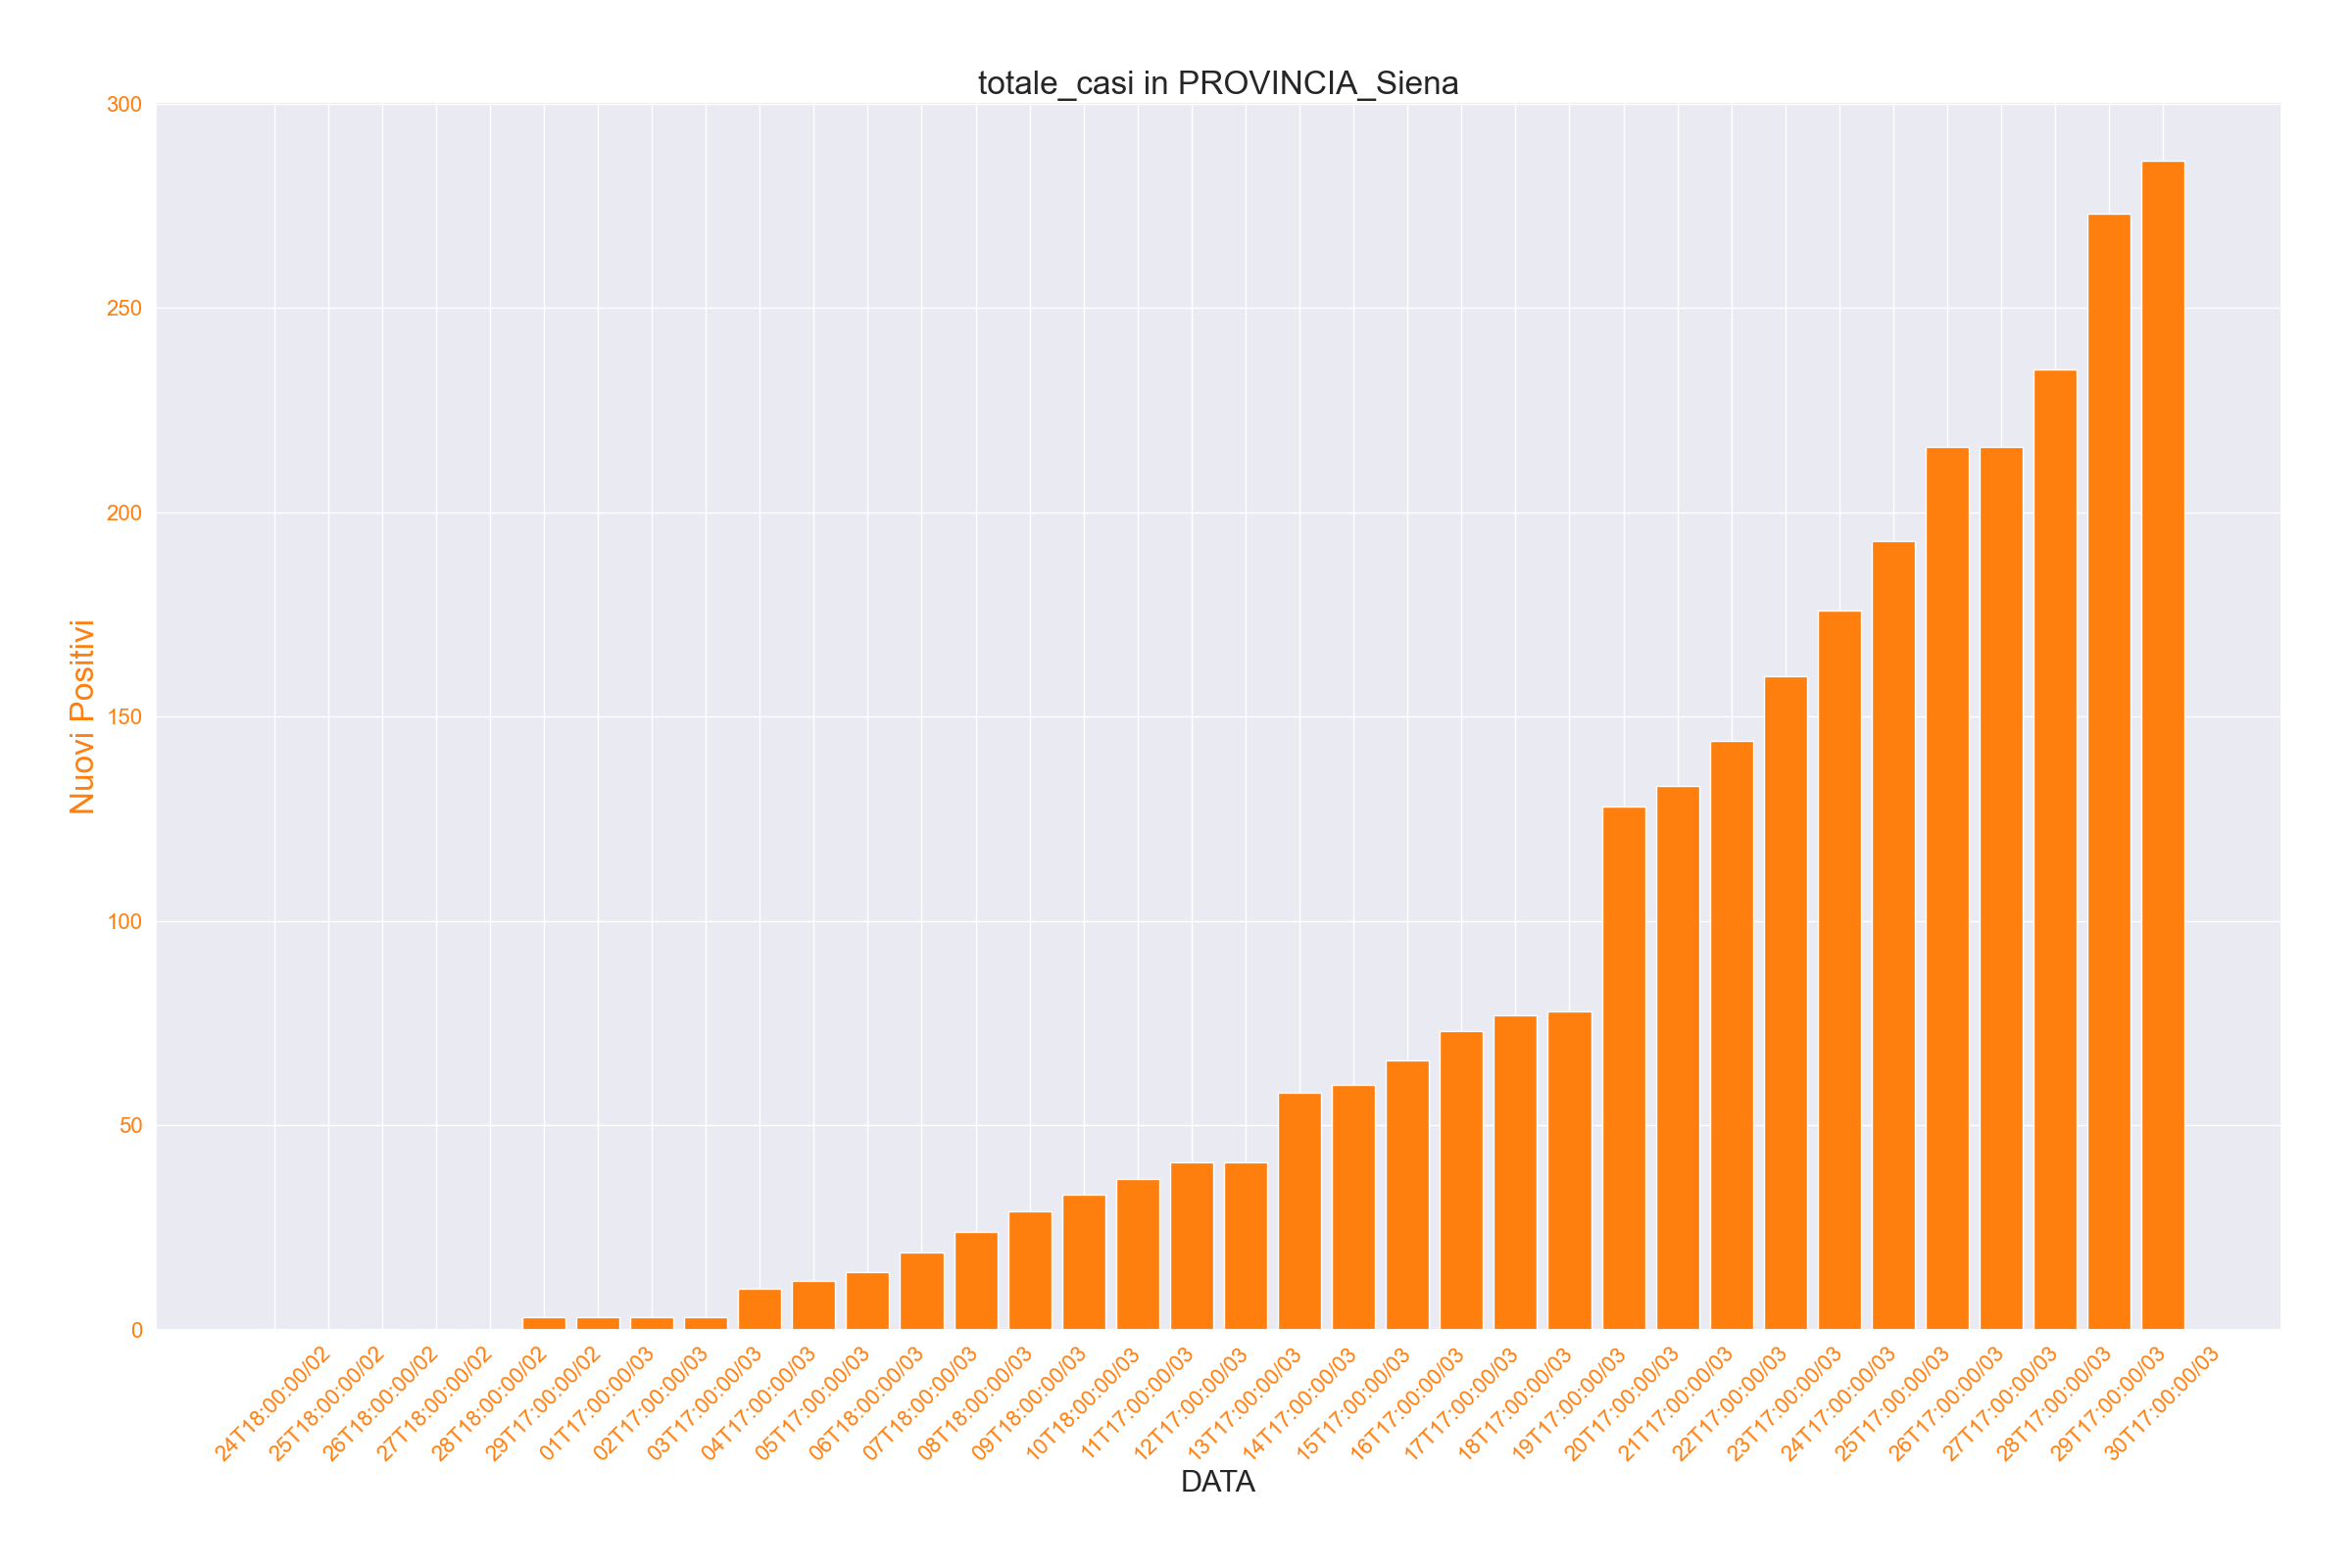 totale_casi in PROVINCIA_Siena
300
250
200
150
100
50
0
Nuovi Positivi
24T18:00:00/02
25T18:00:00/02
26T18:00:00/02
27T18:00:00/02
28T18:00:00/02
29T17:00:00/02
01T17:00:00/03
02T17:00:00/03
03T17:00:00/03
04T17:00:00/03
05T17:00:00/03
06T18:00:00/03
07T18:00:00/03
08T18:00:00/03
09T18:00:00/03
10T18:00:00/03
11T17:00:00/03
12T17:00:00/03
13T17:00:00/03
14T17:00:00/03
15T17:00:00/03
16T17:00:00/03
17T17:00:00/03
18T17:00:00/03
19T17:00:00/03
20T17:00:00/03
21T17:00:00/03
22T17:00:00/03
23T17:00:00/03
24T17:00:00/03
25T17:00:00/03
26T17:00:00/03
27T17:00:00/03
28T17:00:00/03
29T17:00:00/03
30T17:00:00/03
DATA